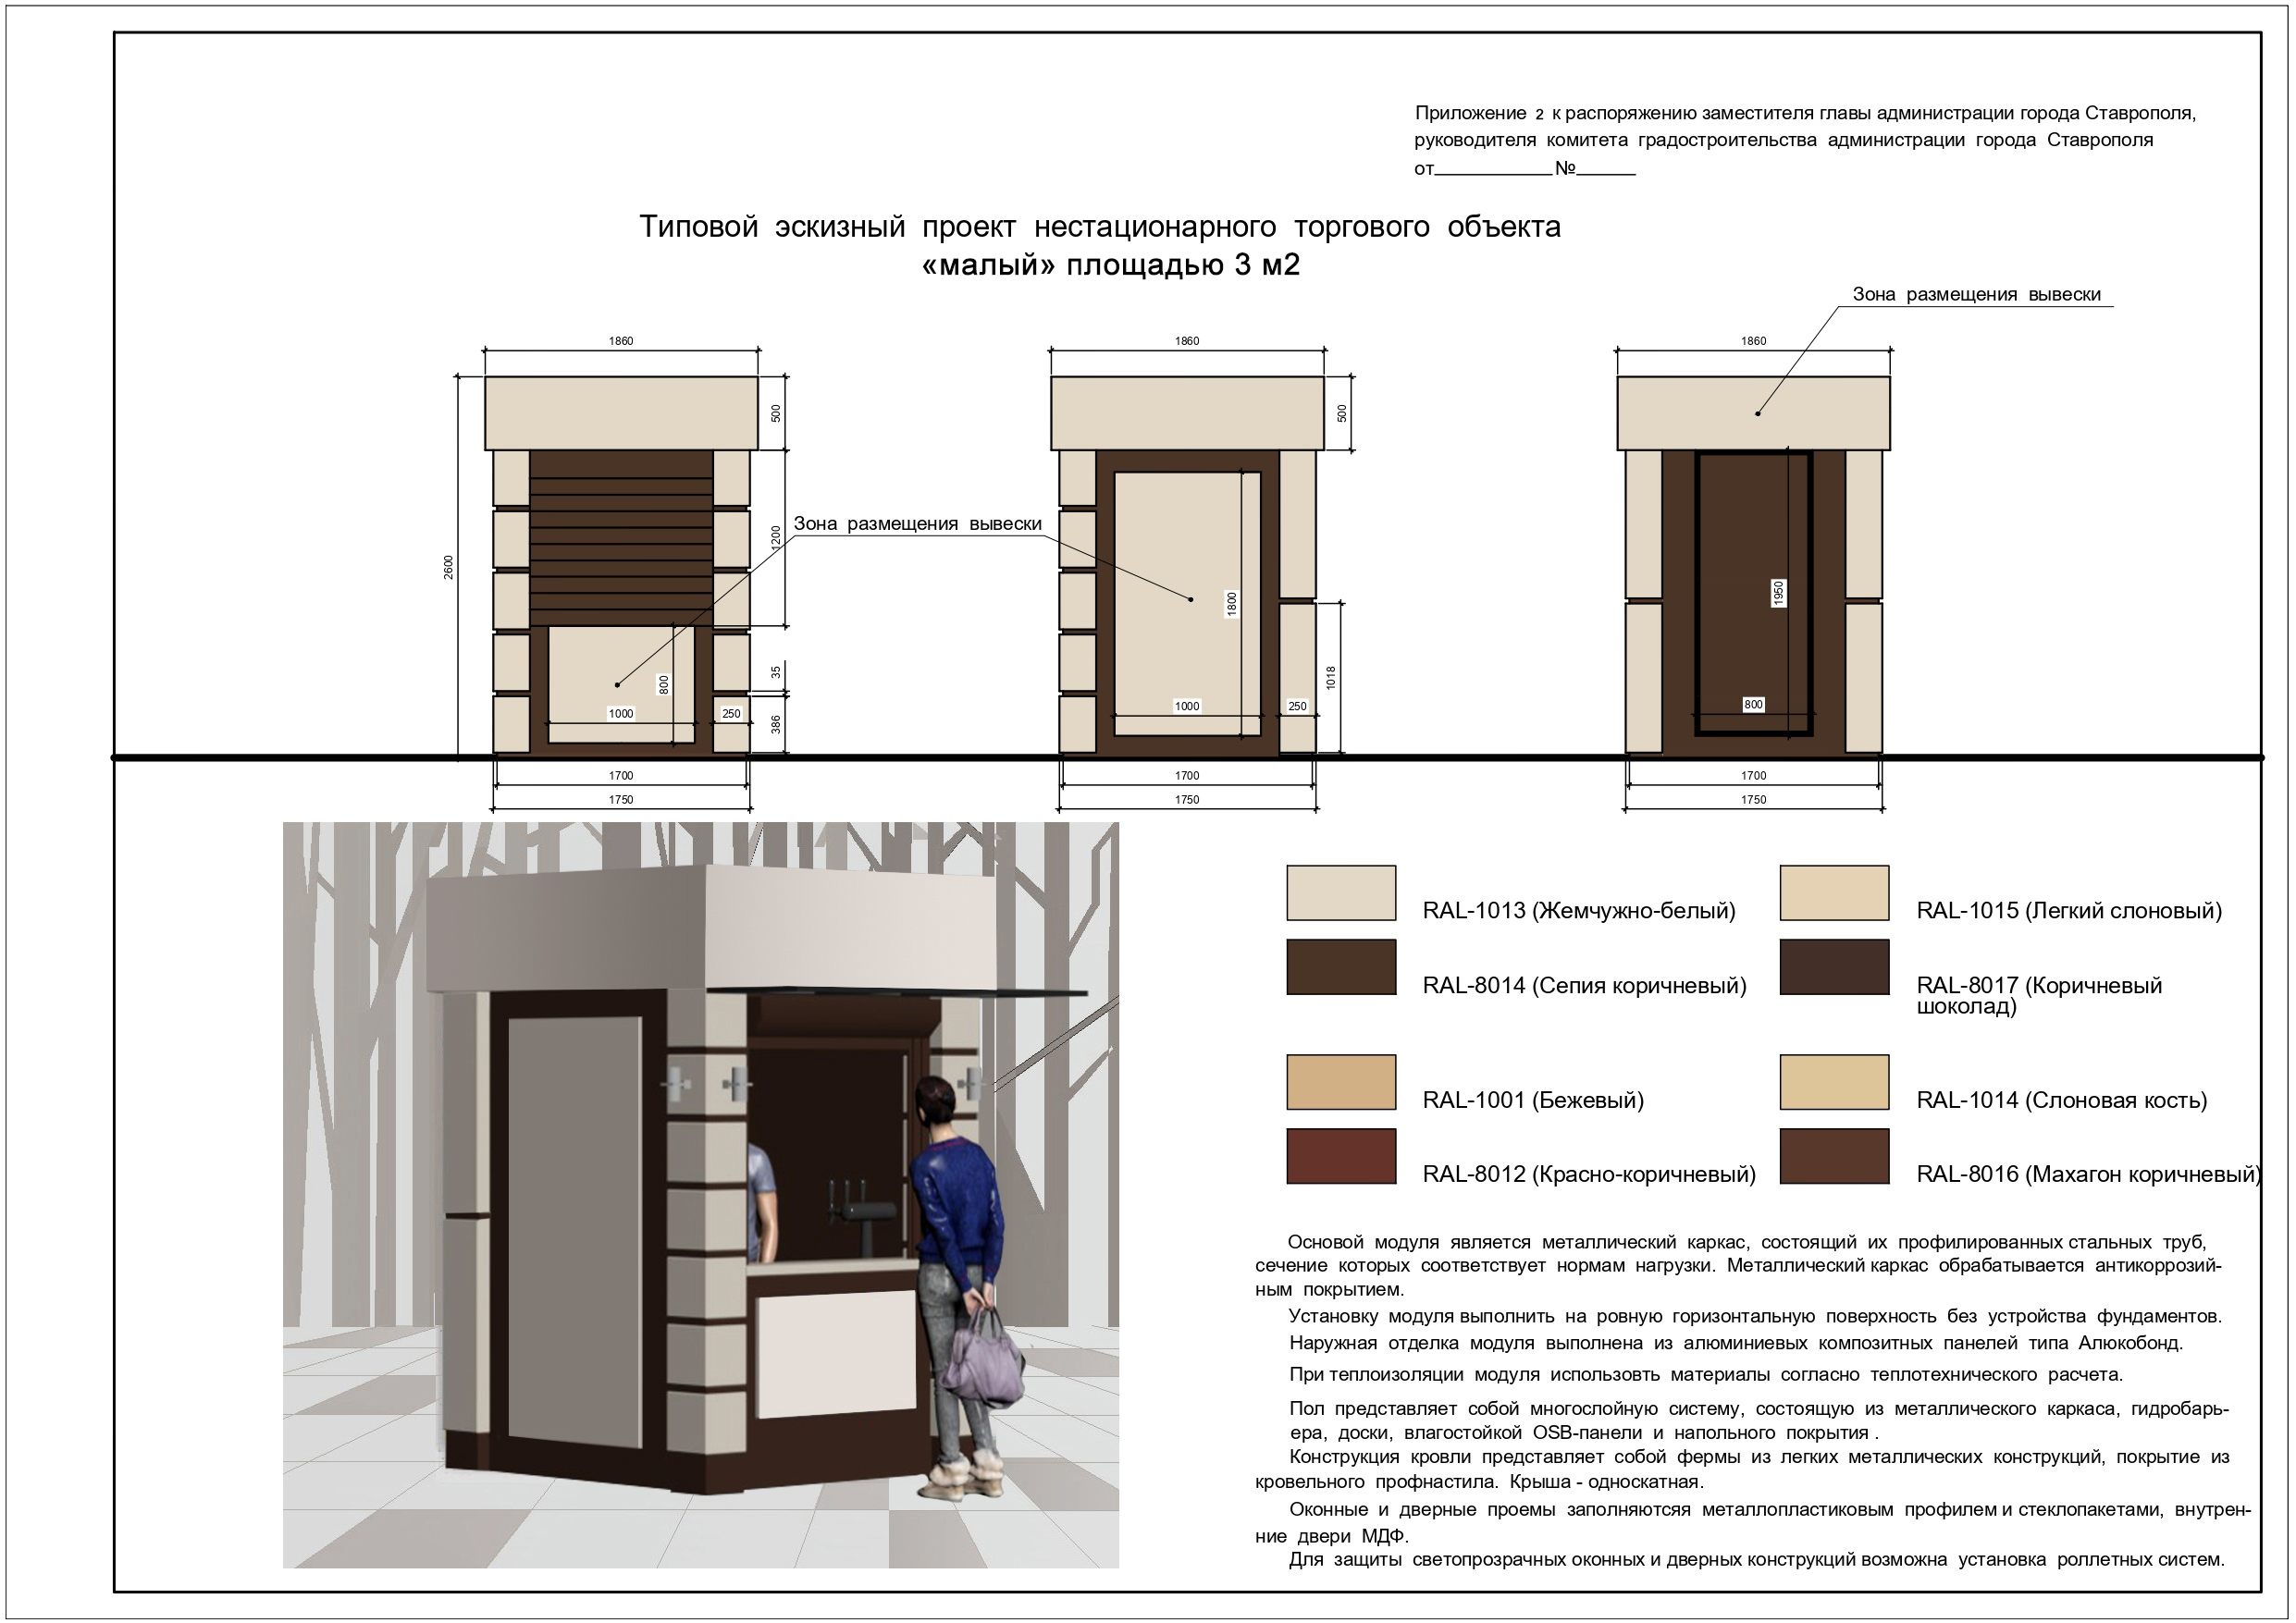 Приложение 2 к распоряжению заместителя главы администрации города Ставрополя,
руководителя комитета градостроительства администрации города Ставрополя
от____________№______
Типовой эскизный проект нестационарного торгового объекта
«малый» площадью 3 м2
Зона размещения вывески
1860
1860
1860
500
500
Зона размещения вывески
1200
2600
1800
1950
35
800
1018
1000
250
386
1000
250
800
1700
1700
1700
1750
1750
1750
RAL-1013 (Жемчужно-белый)
RAL-1015 (Легкий слоновый)
RAL-8014 (Сепия коричневый)
RAL-8017 (Коричневый
шоколад)
RAL-1001 (Бежевый)
RAL-1014 (Слоновая кость)
RAL-8012 (Красно-коричневый)
RAL-8016 (Махагон коричневый)
Основой модуля является металлический каркас, состоящий их профилированных стальных труб,
сечение которых соответствует нормам нагрузки. Металлический каркас обрабатывается антикоррозий-
ным покрытием.
Установку модуля выполнить на ровную горизонтальную поверхность без устройства фундаментов.
Наружная отделка модуля выполнена из алюминиевых композитных панелей типа Алюкобонд.
При теплоизоляции модуля использовть материалы согласно теплотехнического расчета.
Пол представляет собой многослойную систему, состоящую из металлического каркаса, гидробарь-
ера, доски, влагостойкой OSB-панели и напольного покрытия .
Конструкция кровли представляет собой фермы из легких металлических конструкций, покрытие из
кровельного профнастила. Крыша - односкатная.
Оконные и дверные проемы заполняютсяя металлопластиковым профилем и стеклопакетами, внутрен-
ние двери МДФ.
Для защиты светопрозрачных оконных и дверных конструкций возможна установка роллетных систем.